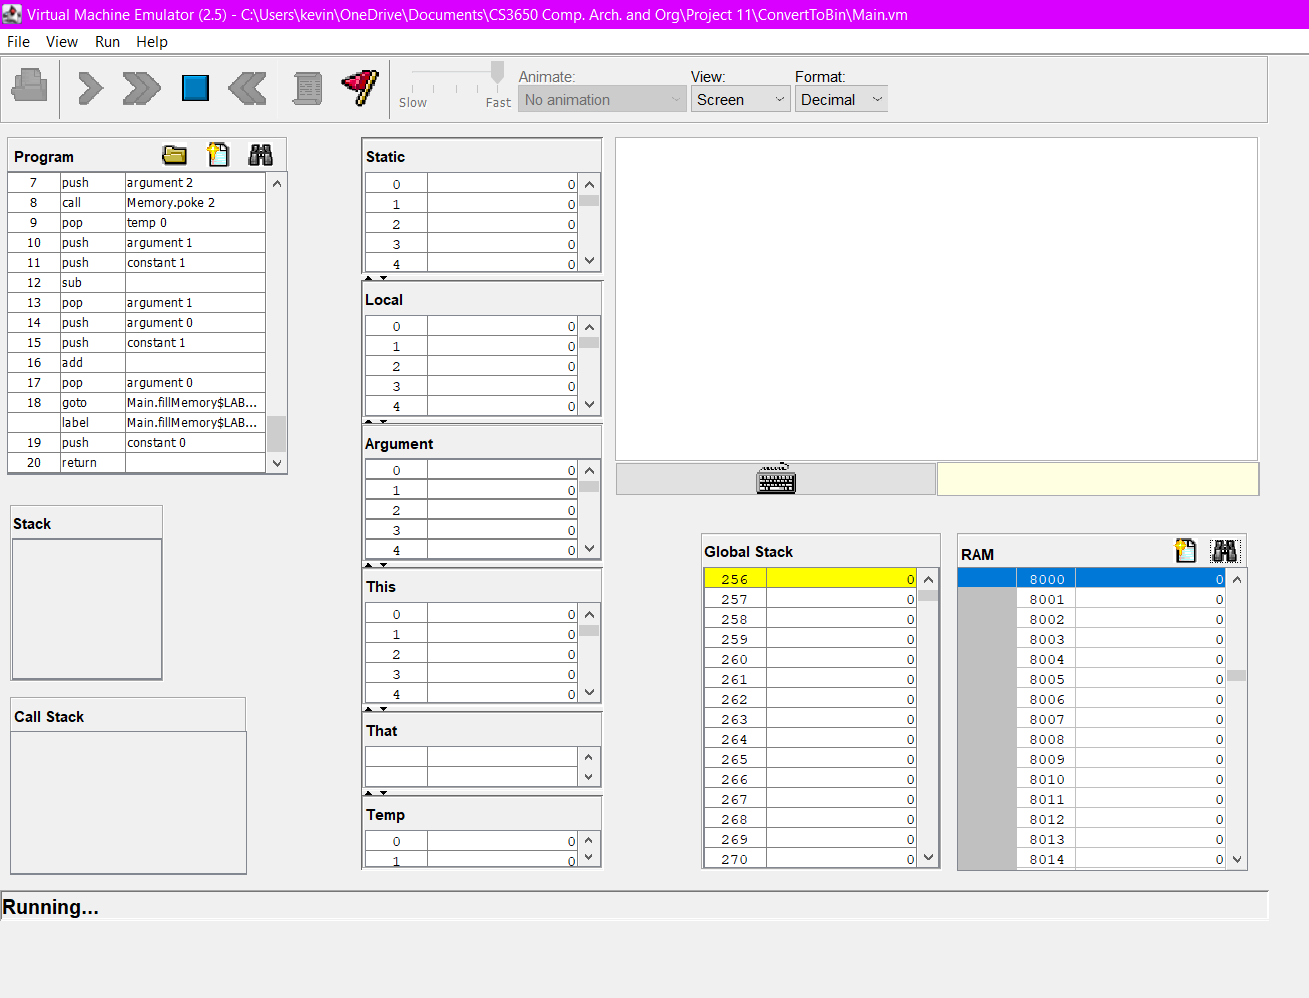 Virtual Machine Emulator (2.5) - C:\Users\kevin\OneDrive\Documents\CS3650 Comp. Arch. and Org\Project 11\ConvertToBin\Main.vm
File View Run Help
Slow Fast
Animate:
No animation
View:
Screen
Format:
Decimal
Program
7 push argument 2
8 call Memory.poke 2
9 pop temp 0
10 push argument 1
11 push constant 1
12 sub
13 pop argument 1
14 push argument 0
15 push constant 1
16 add
17 pop argument 0
18 goto Main.fillMemory$LAB...
label Main.fillMemory$LAB...
19 push constant 0
20 return
Stack
Call Stack
Static
0 0
1 0
2 0
3 0
4 0
Local
0 0
1 0
2 0
3 0
4 0
Argument
0 0
1 0
2 0
3 0
4 0
This
0 0
1 0
2 0
3 0
4 0
That
Temp
0 0
1 0
Global Stack
256 0
257 0
258 0
259 0
260 0
261 0
262 0
263 0
264 0
265 0
266 0
267 0
268 0
269 0
270 0
RAM
8000 0
8001 0
8002 0
8003 0
8004 0
8005 0
8006 0
8007 0
8008 0
8009 0
8010 0
8011 0
8012 0
8013 0
8014 0
Running...